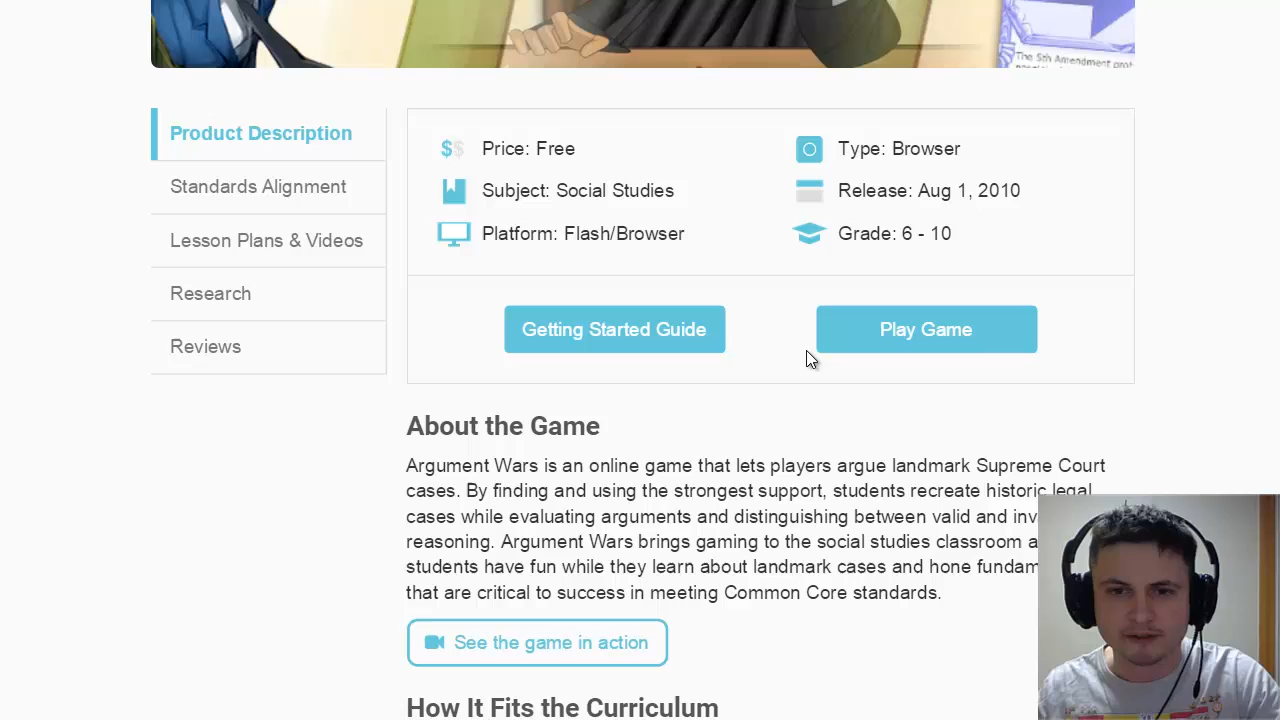 The 5th Amendment prot
Product Description
Standards Alignment
Lesson Plans & Videos
Research
Reviews
$$ Price: Free
Type: Browser
Subject: Social Studies
Release: Aug 1, 2010
Platform: Flash/Browser
Grade: 6 - 10
Getting Started Guide
Play Game
About the Game
Argument Wars is an online game that lets players argue landmark Supreme Court
cases. By finding and using the strongest support, students recreate historic legal
cases while evaluating arguments and distinguishing between valid and inv
reasoning. Argument Wars brings gaming to the social studies classroom a
students have fun while they learn about landmark cases and hone fundam
that are critical to success in meeting Common Core standards.
See the game in action
How It Fits the Curriculum